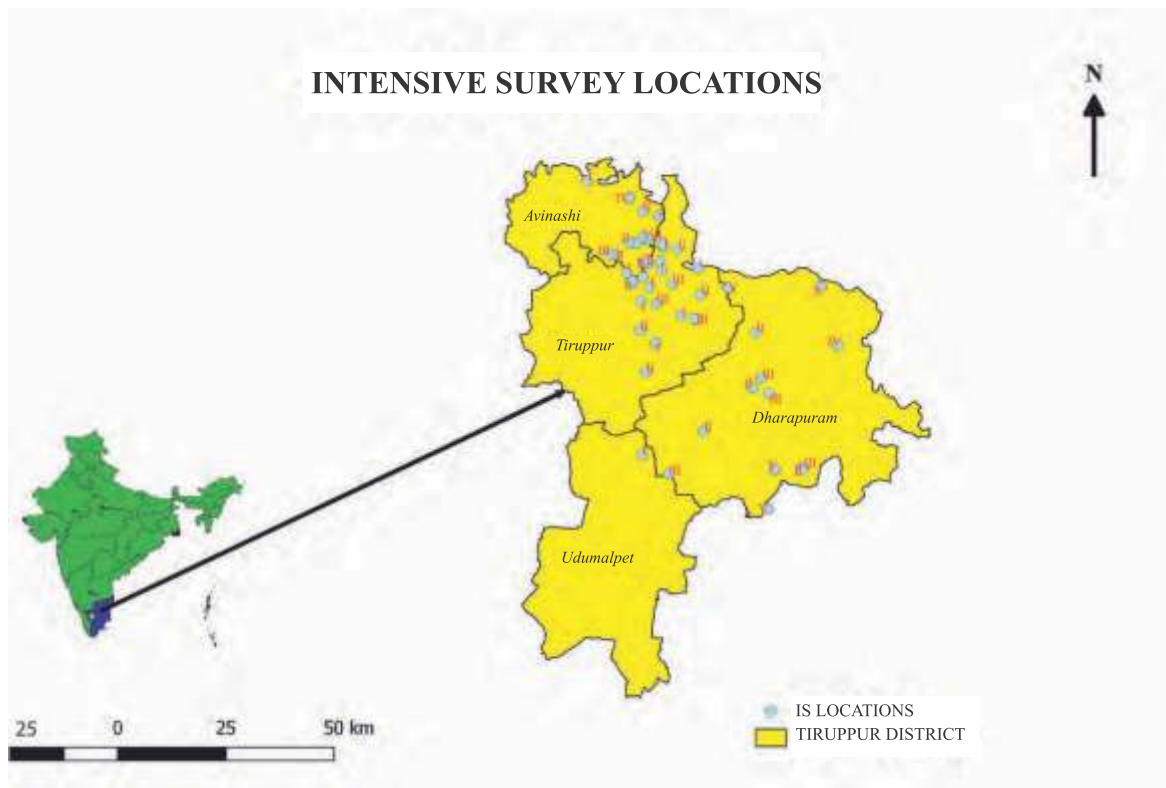 INTENSIVE SURVEY LOCATIONS
N
Avinashi
Tiruppur
Dharapuram
Udumalpet
25 0 25 50 km
IS LOCATIONS
TIRUPPUR DISTRICT